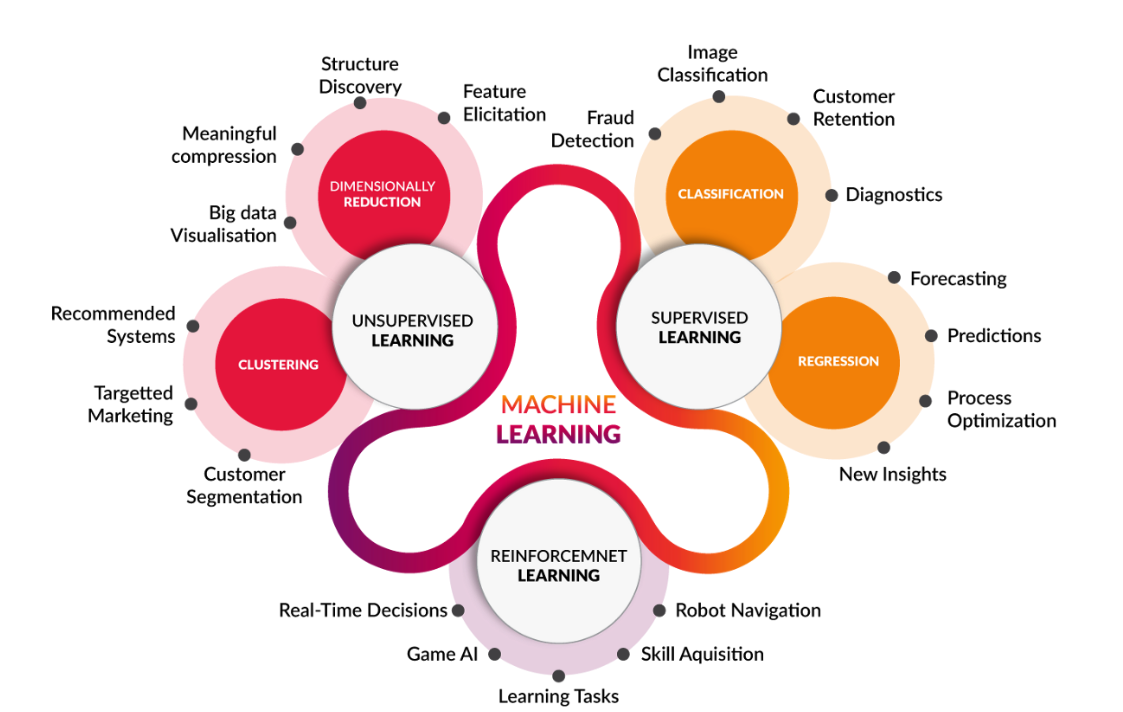 Structure
Discovery
Feature
Elicitation
Meaningful
compression
Big data
Visualisation
DIMENSIONALLY
REDUCTION
Recommended
Systems
Targetted
Marketing
Customer
Segmentation
CLUSTERING
UNSUPERVISED
LEARNING
Image
Classification
Fraud
Detection
Customer
Retention
Diagnostics
CLASSIFICATION
SUPERVISED
LEARNING
Forecasting
Predictions
Process
Optimization
New Insights
REGRESSION
MACHINE
LEARNING
REINFORCEMNET
LEARNING
Real-Time Decisions
Game AI
Learning Tasks
Skill Aquisition
Robot Navigation